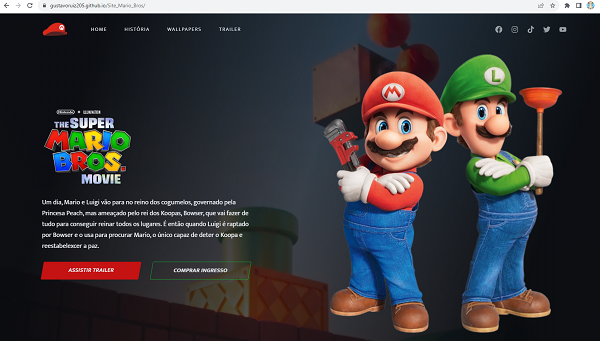 gustavoruiz205.github.io/Site_Mario_Bros/
M
HOME HISTÓRIA WALLPAPERS TRAILER
Nintendo ILLUMINATION
THE SUPER
MARIO
BROS.
MOVIE
Um dia, Mario e Luigi vão para no reino dos cogumelos, governado pela
Princesa Peach, mas ameaçado pelo rei dos Koopas, Bowser, que vai fazer de
tudo para conseguir reinar todos os lugares. É então quando Luigi é raptado
por Bowser e o usa para procurar Mario, o único capaz de deter o Koopa e
reestabelexcer a paz.
ASSISTIR TRAILER COMPRAR INGRESSO
M
L